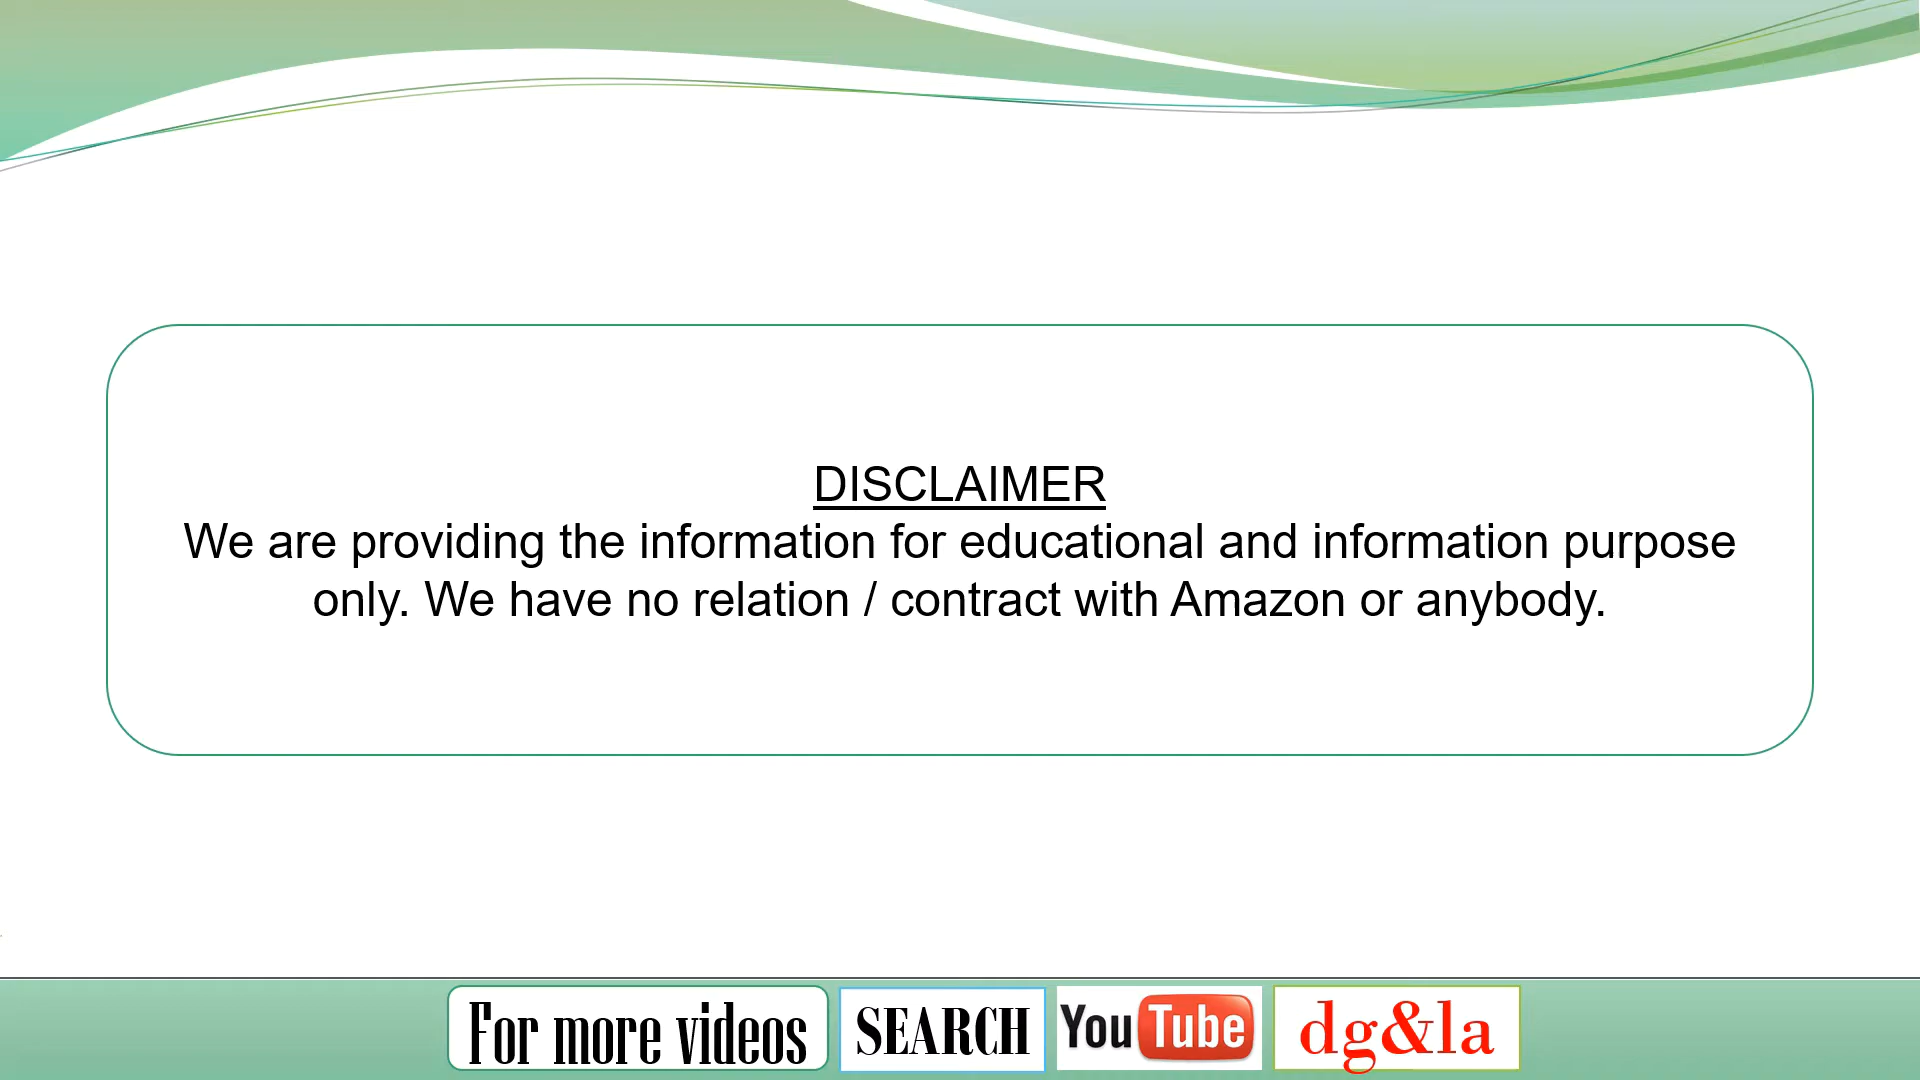 DISCLAIMER
We are providing the information for educational and information purpose
only. We have no relation / contract with Amazon or anybody.
For more videos SEARCH YouTube dg&la